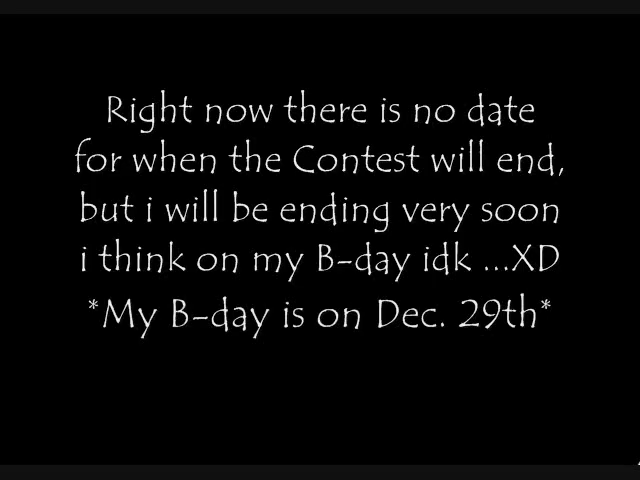 Right now there is no date
for when the Contest will end,
but i will be ending very soon
i think on my B-day idk ...XD
*My B-day is on Dec. 29th*